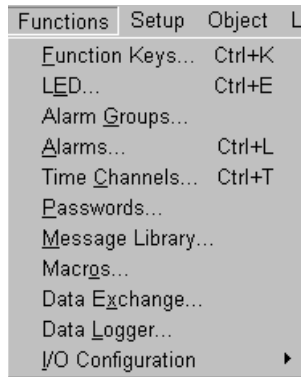 Functions Setup Object L
Function Keys... Ctrl+K
LED... Ctrl+E
Alarm Groups...
Alarms... Ctrl+L
Time Channels... Ctrl+T
Passwords...
Message Library...
Macros...
Data Exchange...
Data Logger...
I/O Configuration